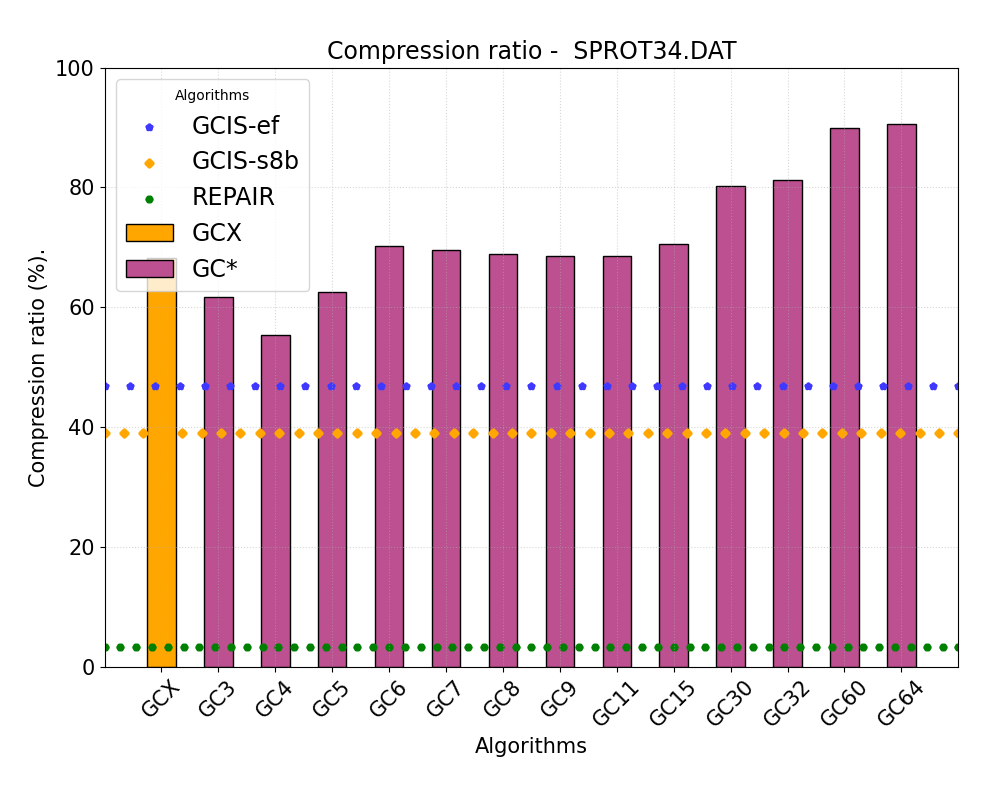 Compression ratio -  SPROT34.DAT
Compression ratio (%).
100
80
60
40
20
0
Algorithms
GCIS-ef
GCIS-s8b
REPAIR
GCX
GC*
GCX GC3 GC4 GC5 GC6 GC7 GC8 GC9 GC11 GC15 GC30 GC32 GC60 GC64
Algorithms